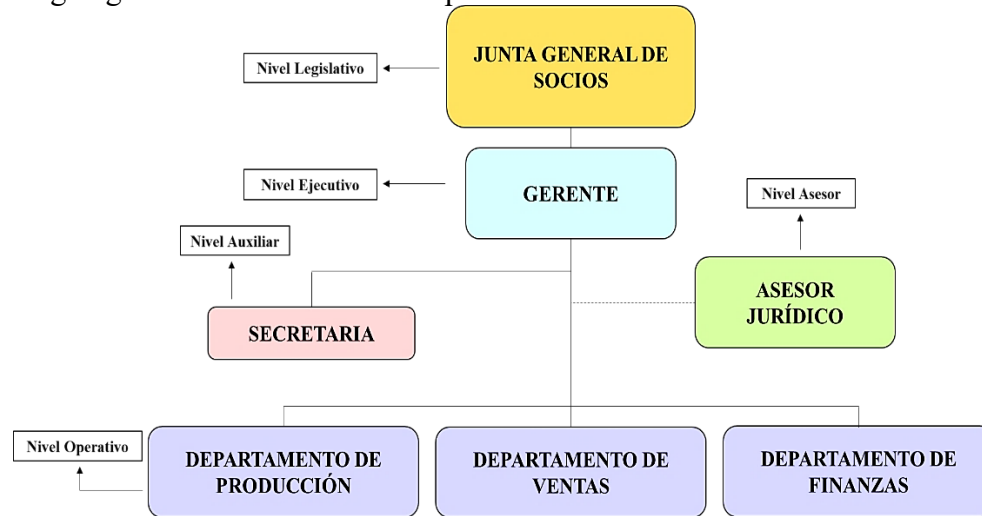 JUNTA GENERAL DE
SOCIOS
Nivel Legislativo
GERENTE
Nivel Ejecutivo
Nivel Asesor
Nivel Auxiliar
ASESOR
JURÍDICO
SECRETARIA
Nivel Operativo
DEPARTAMENTO DE
PRODUCCIÓN
DEPARTAMENTO DE
VENTAS
DEPARTAMENTO DE
FINANZAS